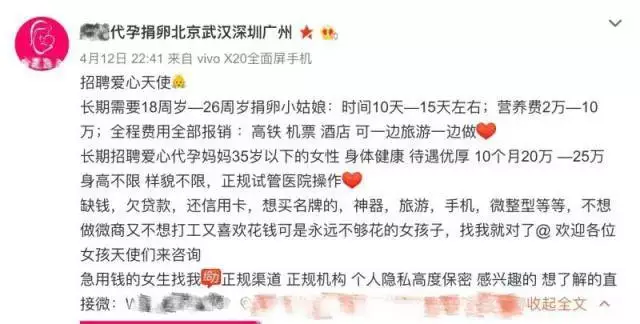 代孕捐卵北京武汉深圳广州
4月12日 22:41 来自 vivo X20全面屏手机
招聘爱心天使
长期需要18周岁—26周岁捐卵小姑娘：时间10天—15天左右；营养费2万—10
万；全程费用全部报销 ：高铁 机票 酒店 可一边旅游一边做
长期招聘爱心代孕妈妈35岁以下的女性 身体健康 待遇优厚 10个月20万 —25万
身高不限 样貌不限，正规试管医院操作
缺钱，欠贷款，还信用卡，想买名牌的，神器，旅游，手机，微整型等等，不想
做微商又不想打工又喜欢花钱可是永远不够花的女孩子，找我就对了@ 欢迎各位
女孩天使们来咨询
急用钱的女生找我 给力 正规渠道 正规机构 个人隐私高度保密 感兴趣的 想了解的直
接微： 收起全文